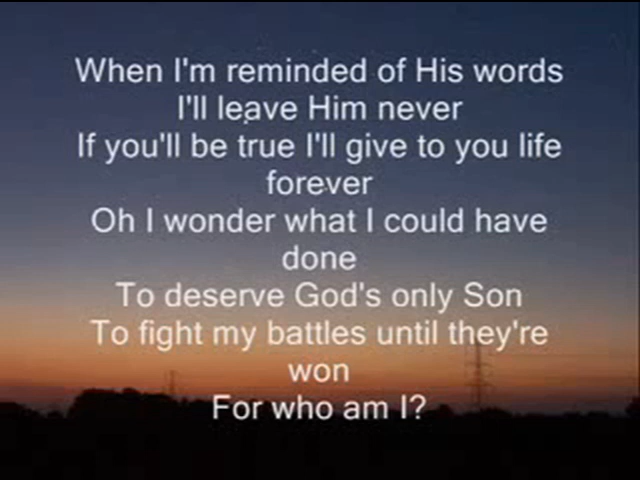 When I'm reminded of His words
I'll leave Him never
If you'll be true I'll give to you life
forever
Oh I wonder what I could have
done
To deserve God's only Son
To fight my battles until they're
won
For who am I?